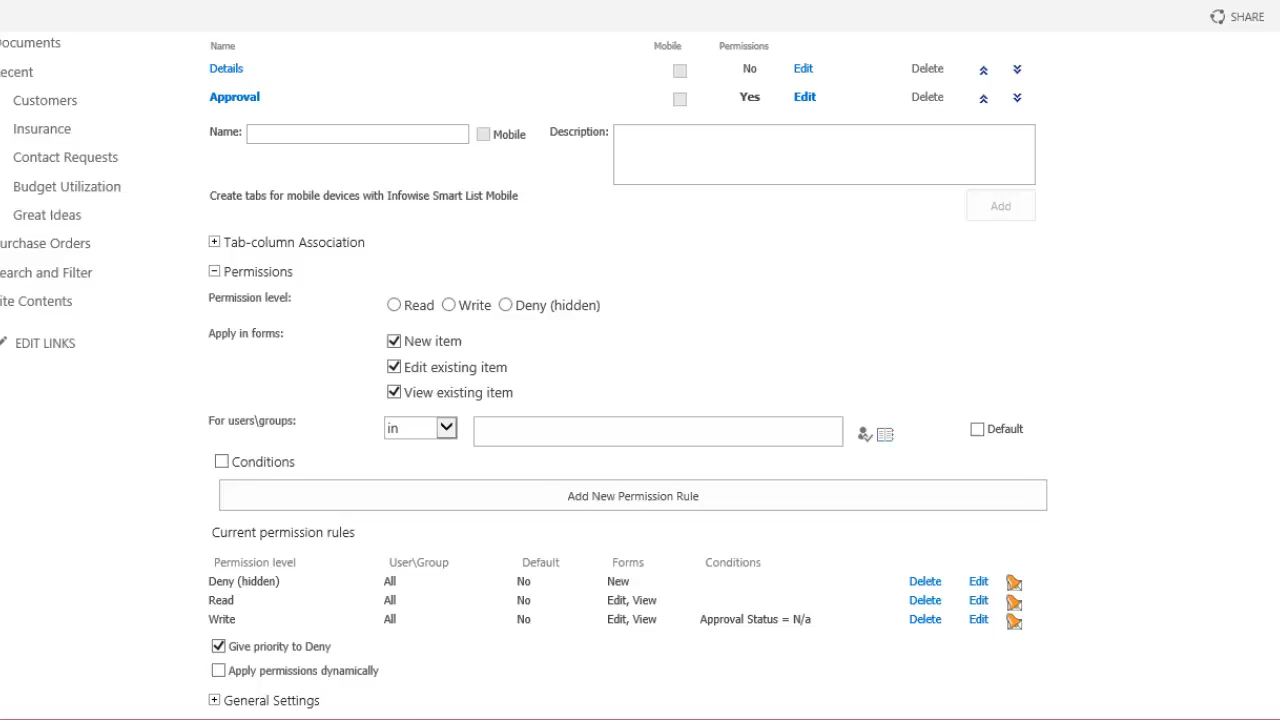 SHARE
Documents
Recent
Customers
Insurance
Contact Requests
Budget Utilization
Great Ideas
urchase Orders
earch and Filter
ite Contents
EDIT LINKS
Name Mobile Permissions
Details No Edit Delete
Approval Yes Edit Delete
Name: Mobile Description:
Create tabs for mobile devices with Infowise Smart List Mobile
Add
Tab-column Association
Permissions
Permission level: Read Write Deny (hidden)
Apply in forms: New item
Edit existing item
View existing item
For users\groups: in Default
Conditions
Add New Permission Rule
Current permission rules
Permission level User\Group Default Forms Conditions
Deny (hidden) All No New Delete Edit
Read All No Edit, View Delete Edit
Write All No Edit, View Approval Status = N/a Delete Edit
Give priority to Deny
Apply permissions dynamically
General Settings